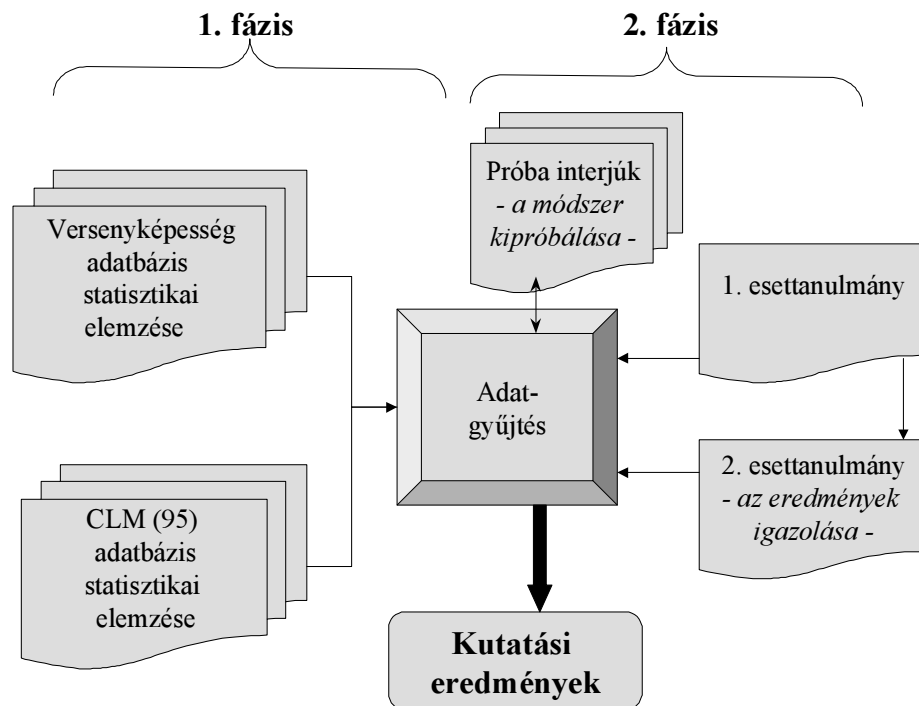 1. fázis
2. fázis
Versenyképesség
adatbázis
statisztikai
elemzése
CLM (95)
adatbázis
statisztikai
elemzése
Próba interjúk
- a módszer
kipróbálása -
Adat-
gyűjtés
1. esettanulmány
2. esettanulmány
- az eredmények
igazolása -
Kutatási
eredmények